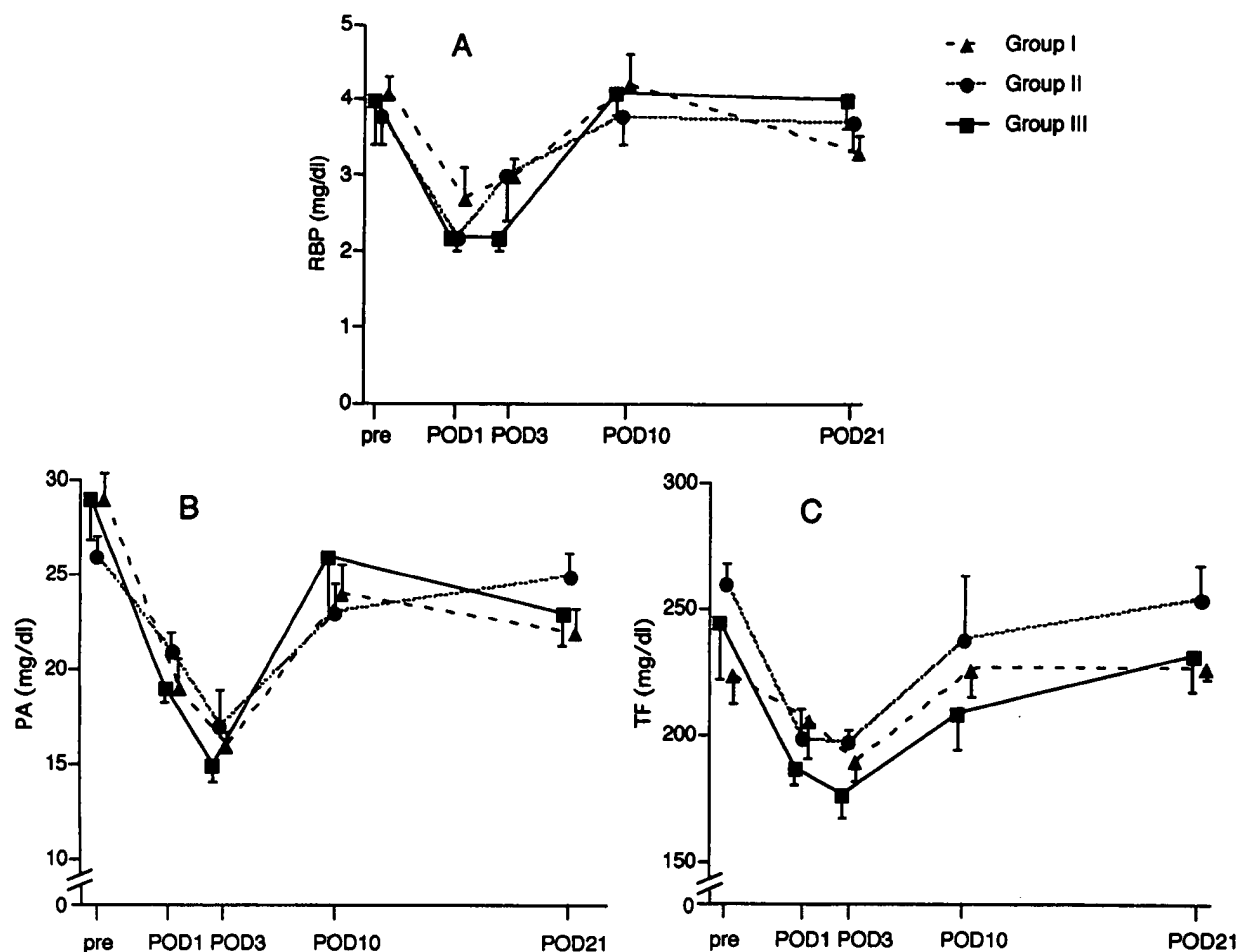 A
5
4
3
2
1
0
RBP (mg/dl)
pre POD1 POD3 POD10 POD21
Group I
Group II
Group III
B
30
25
20
15
10
0
PA (mg/dl)
pre POD1 POD3 POD10 POD21
C
300
250
200
150
0
TF (mg/dl)
pre POD1 POD3 POD10 POD21